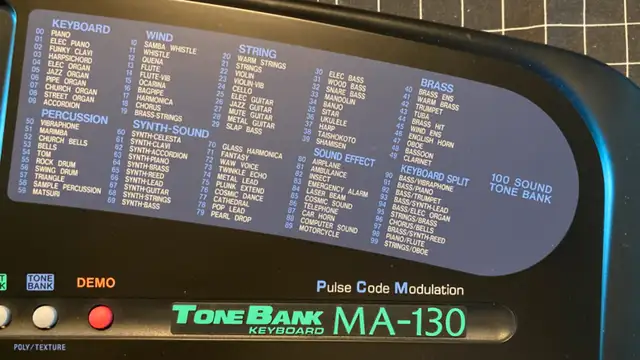 KEYBOARD
00 PIANO
01 ELEC PIANO
02 FUNKY CLAVI
03 HARPSICHORD
04 ELEC ORGAN
05 JAZZ ORGAN
06 PIPE ORGAN
07 CHURCH ORGAN
08 STREET ORGAN
09 ACCORDION
WIND
10 SAMBA WHISTLE
11 WHISTLE
12 QUENA
13 FLUTE
14 FLUTE-VIB
15 OCARINA
16 BAGPIPE
17 HARMONICA
18 CHORUS
19 BRASS-STRINGS
STRING
20 WARM STRINGS
21 STRINGS
22 VIOLIN
23 VIOLIN-VIB
24 CELLO
25 ELEC GUITAR
26 JAZZ GUITAR
27 MUTE GUITAR
28 METAL GUITAR
29 SLAP BASS
30 ELEC BASS
31 WOOD BASS
32 SNARE BASS
33 MANDOLIN
34 BANJO
35 SITAR
36 UKULELE
37 HARP
38 TAISHOKOTO
39 SHAMISEN
BRASS
40 BRASS ENS
41 WARM BRASS
42 TRUMPET
43 TUBA
44 BRASS HIT
45 WIND ENS
46 ENGLISH HORN
47 OBOE
48 BASSOON
49 CLARINET
PERCUSSION
50 VIBRAPHONE
51 MARIMBA
52 CHURCH BELLS
53 BELLS
54 TOM
55 ROCK DRUM
56 SWING DRUM
57 TRIANGLE
58 SAMPLE PERCUSSION
59 MATSURI
SYNTH-SOUND
60 SYNTH-CELESTA
61 SYNTH-CLAVI
62 SYNTH-ACCORDION
63 SYNTH-PIANO
64 SYNTH-BRASS
65 SYNTH-REED
66 SYNTH-LEAD
67 SYNTH-GUITAR
68 SYNTH-STRINGS
69 SYNTH-BASS
70 GLASS HARMONICA
71 FANTASY
72 WAW VOICE
73 TWINKLE ECHO
74 METAL LEAD
75 PLUNK EXTEND
76 COSMIC DANCE
77 CATHEDRAL
78 POP LEAD
79 PEARL DROP
SOUND EFFECT
80 AIRPLANE
81 AMBULANCE
82 INSECT
83 EMERGENCY ALARM
84 LASER BEAM
85 COSMIC SOUND
86 TELEPHONE
87 CAR HORN
88 COMPUTER SOUND
89 MOTORCYCLE
KEYBOARD SPLIT
90 BASS/VIBRAPHONE
91 BASS/PIANO
92 BASS/TRUMPET
93 BASS/SYNTH-LEAD
94 BASS/ELEC ORGAN
95 STRINGS/BRASS
96 CHORUS/BELLS
97 BRASS/SYNTH-REED
98 PIANO/FLUTE
99 STRINGS/OBOE
100 SOUND
TONE BANK
Pulse Code Modulation
TONE BANK
DEMO
POLY/TEXTURE
TONEBANK
KEYBOARD
MA-130